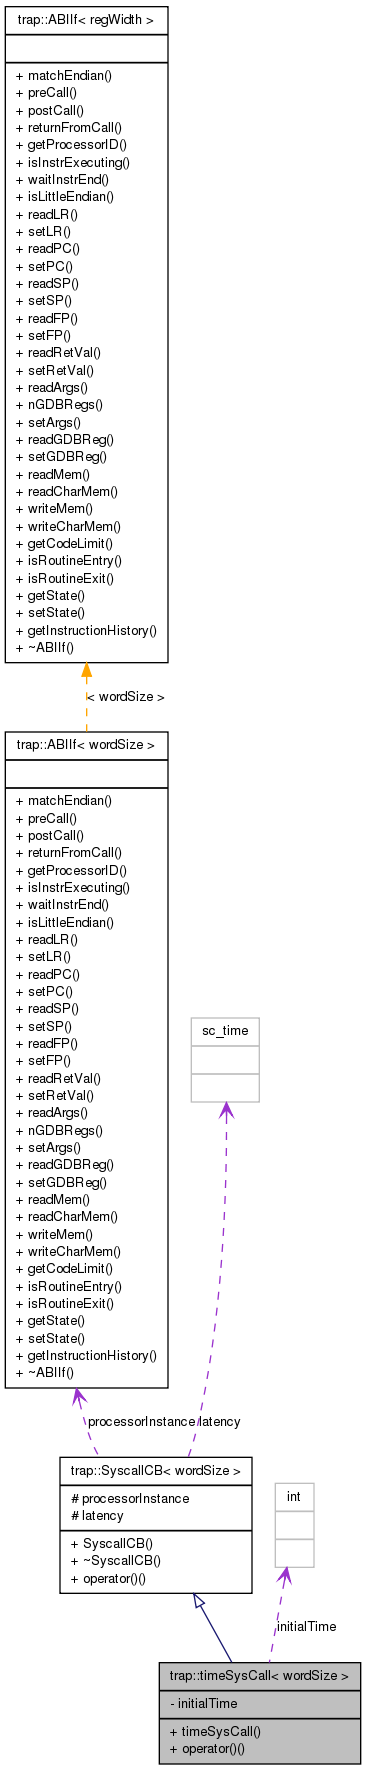 trap::ABIIf< regWidth >
+ matchEndian()
+ preCall()
+ postCall()
+ returnFromCall()
+ getProcessorID()
+ isInstrExecuting()
+ waitInstrEnd()
+ isLittleEndian()
+ readLR()
+ setLR()
+ readPC()
+ setPC()
+ readSP()
+ setSP()
+ readFP()
+ setFP()
+ readRetVal()
+ setRetVal()
+ readArgs()
+ nGDBRegs()
+ setArgs()
+ readGDBReg()
+ setGDBReg()
+ readMem()
+ readCharMem()
+ writeMem()
+ writeCharMem()
+ getCodeLimit()
+ isRoutineEntry()
+ isRoutineExit()
+ getState()
+ setState()
+ getInstructionHistory()
+ ~ABIIf()
< wordSize >
trap::ABIIf< wordSize >
+ matchEndian()
+ preCall()
+ postCall()
+ returnFromCall()
+ getProcessorID()
+ isInstrExecuting()
+ waitInstrEnd()
+ isLittleEndian()
+ readLR()
+ setLR()
+ readPC()
+ setPC()
+ readSP()
+ setSP()
+ readFP()
+ setFP()
+ readRetVal()
+ setRetVal()
+ readArgs()
+ nGDBRegs()
+ setArgs()
+ readGDBReg()
+ setGDBReg()
+ readMem()
+ readCharMem()
+ writeMem()
+ writeCharMem()
+ getCodeLimit()
+ isRoutineEntry()
+ isRoutineExit()
+ getState()
+ setState()
+ getInstructionHistory()
+ ~ABIIf()
sc_time
processorInstance
latency
trap::SyscallCB< wordSize >
# processorInstance
# latency
+ SyscallCB()
+ ~SyscallCB()
+ operator()()
int
initialTime
trap::timeSysCall< wordSize >
- initialTime
+ timeSysCall()
+ operator()()